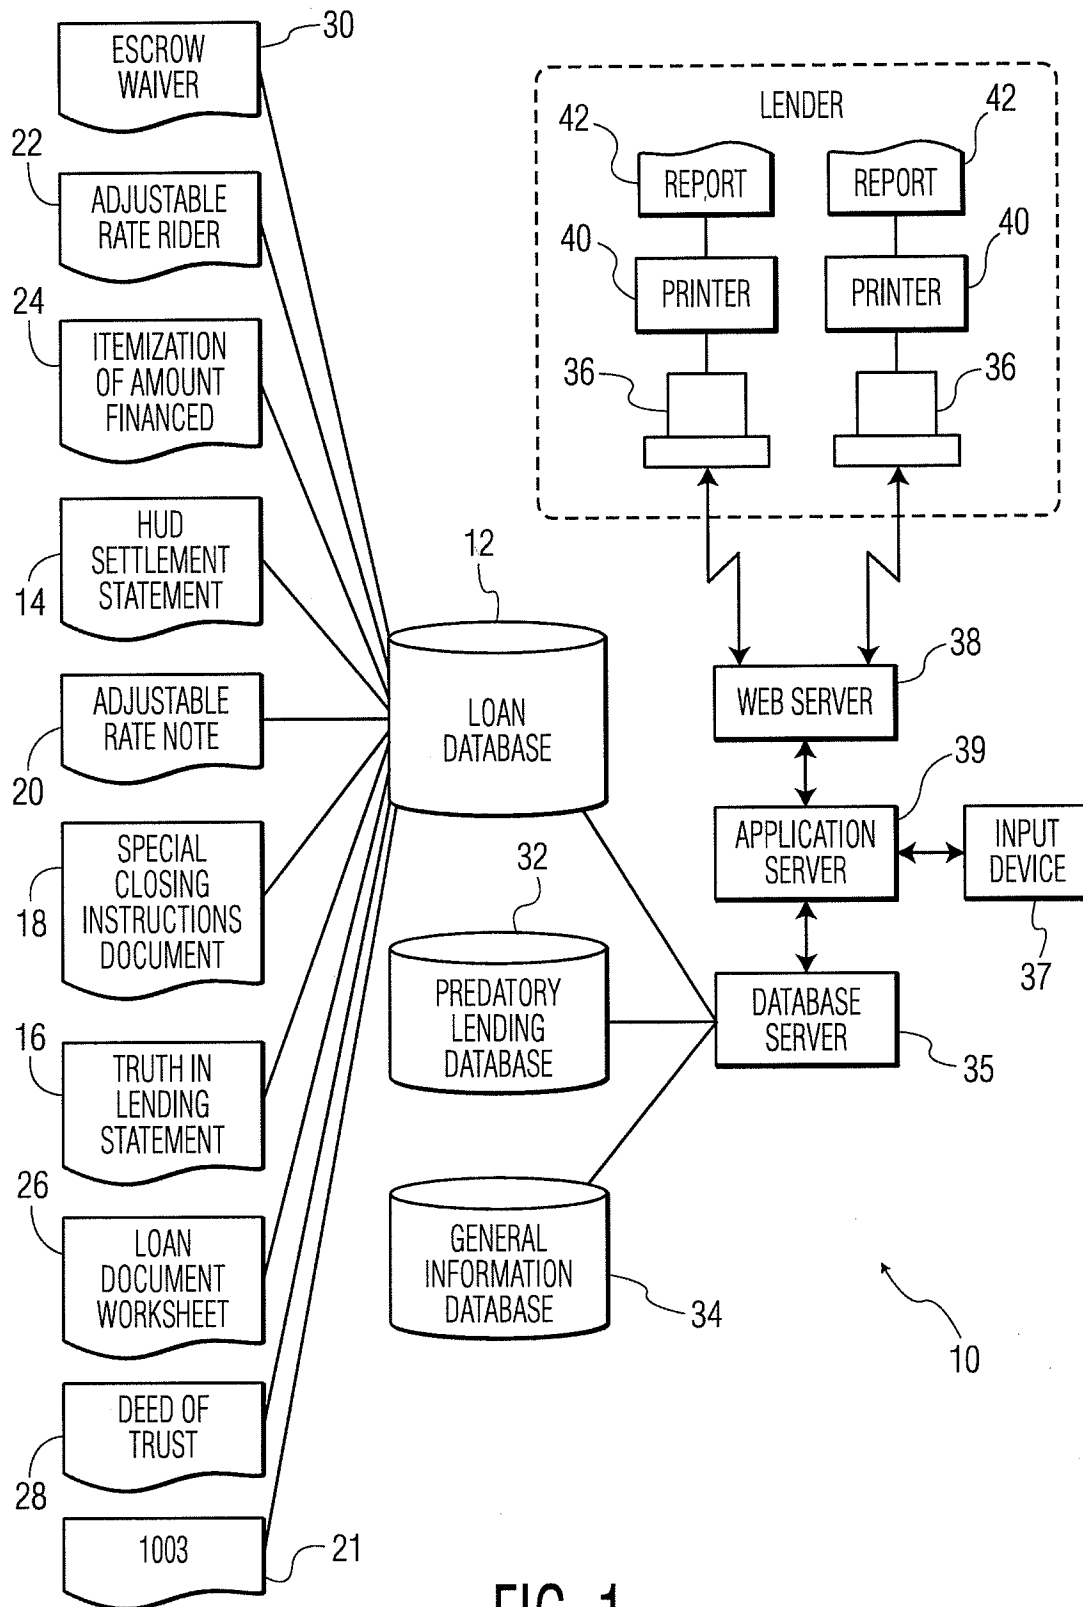 30
ESCROW
WAIVER
22
ADJUSTABLE
RATE RIDER
24
ITEMIZATION
OF AMOUNT
FINANCED
HUD
SETTLEMENT
STATEMENT
14
ADJUSTABLE
RATE NOTE
20
SPECIAL
CLOSING
INSTRUCTIONS
DOCUMENT
18
16
TRUTH IN
LENDING
STATEMENT
26
LOAN
DOCUMENT
WORKSHEET
DEED OF
TRUST
28
1003
21
12
LOAN
DATABASE
32
PREDATORY
LENDING
DATABASE
GENERAL
INFORMATION
DATABASE
34
LENDER
42
REPORT
40
PRINTER
36
42
REPORT
40
PRINTER
36
38
WEB SERVER
39
APPLICATION
SERVER
INPUT
DEVICE
37
DATABASE
SERVER
35
10
FIG. 1